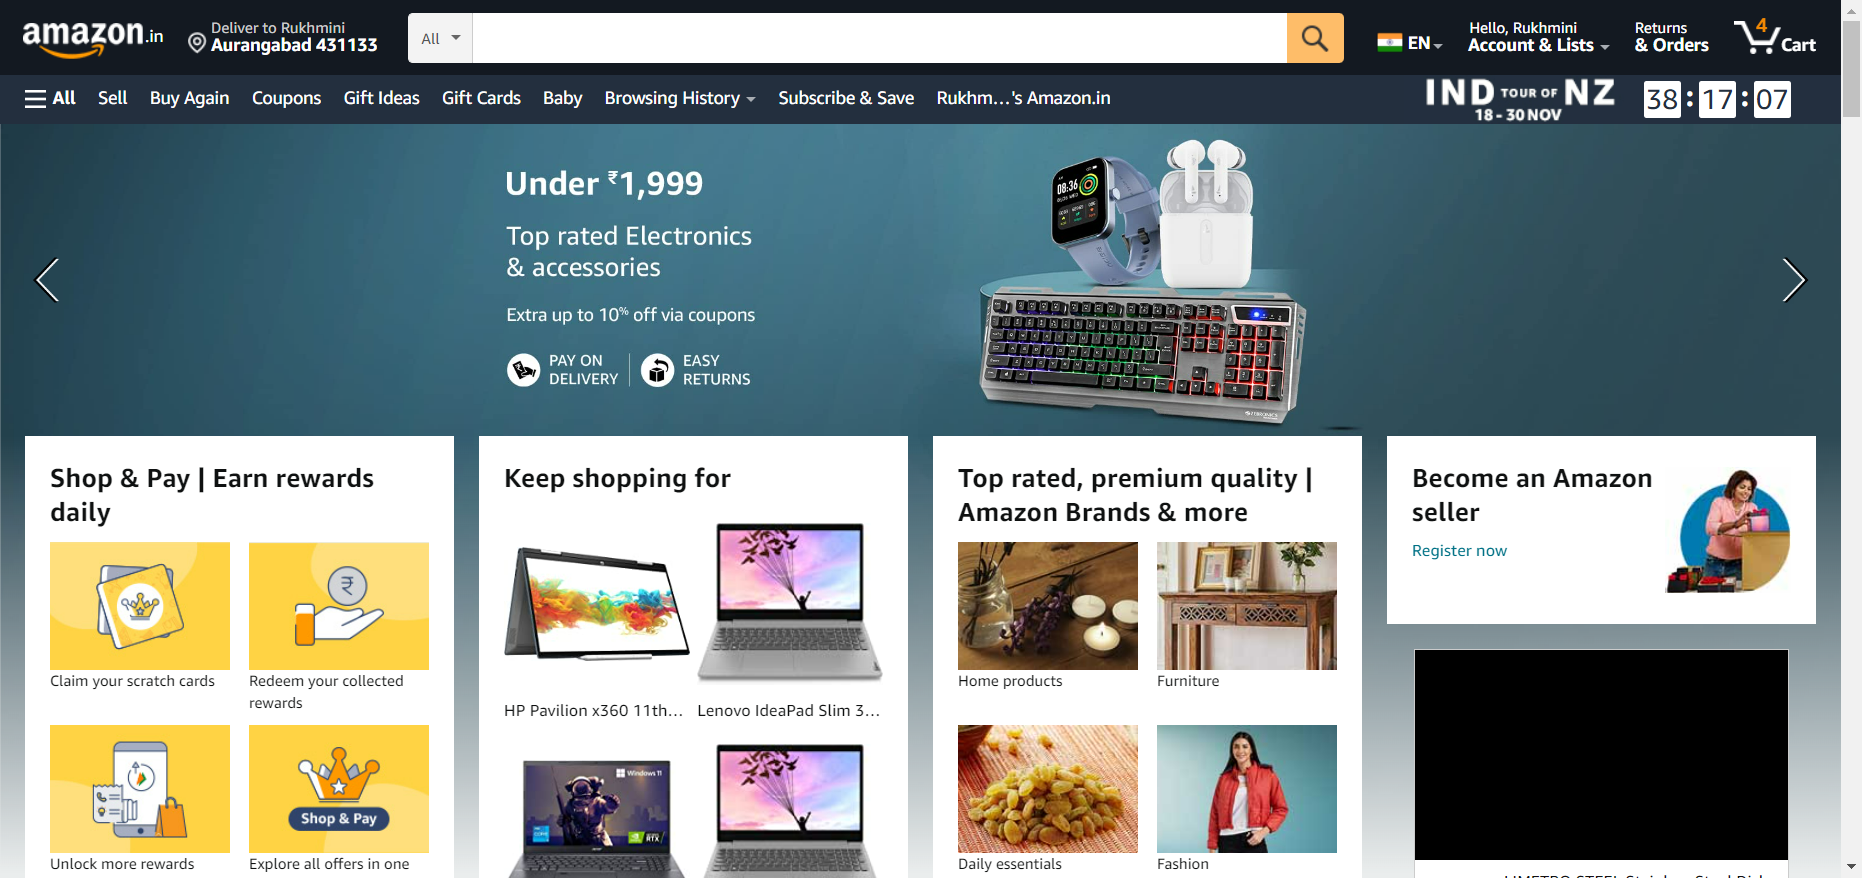 amazon.in
Deliver to Rukhmini
Aurangabad 431133
All
EN
Hello, Rukhmini
Account & Lists
Returns
& Orders
4
Cart
All
Sell
Buy Again
Coupons
Gift Ideas
Gift Cards
Baby
Browsing History
Subscribe & Save
Rukhm...'s Amazon.in
IND TOUR OF NZ
18 - 30 NOV
38 : 17 : 07
Under ₹1,999
Top rated Electronics
& accessories
Extra up to 10% off via coupons
PAY ON
DELIVERY
EASY
RETURNS
08:36
Shop & Pay | Earn rewards
daily
Claim your scratch cards
Redeem your collected
rewards
Shop & Pay
Unlock more rewards
Explore all offers in one
Keep shopping for
HP Pavilion x360 11th...
Lenovo IdeaPad Slim 3...
Windows 11
Top rated, premium quality |
Amazon Brands & more
Home products
Furniture
Daily essentials
Fashion
Become an Amazon
seller
Register now